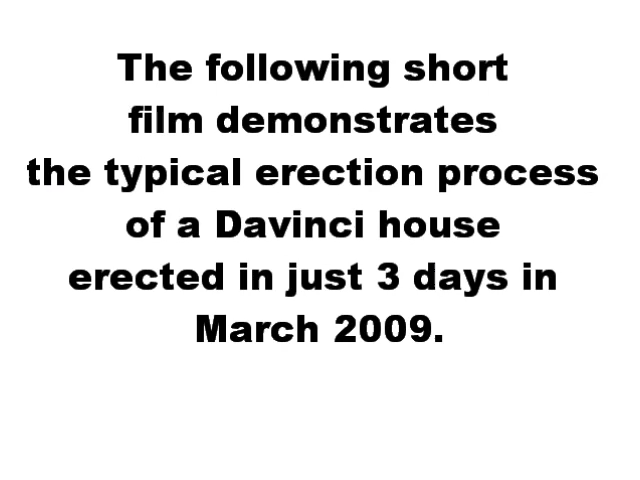 The following short
film demonstrates
the typical erection process
of a Davinci house
erected in just 3 days in
March 2009.